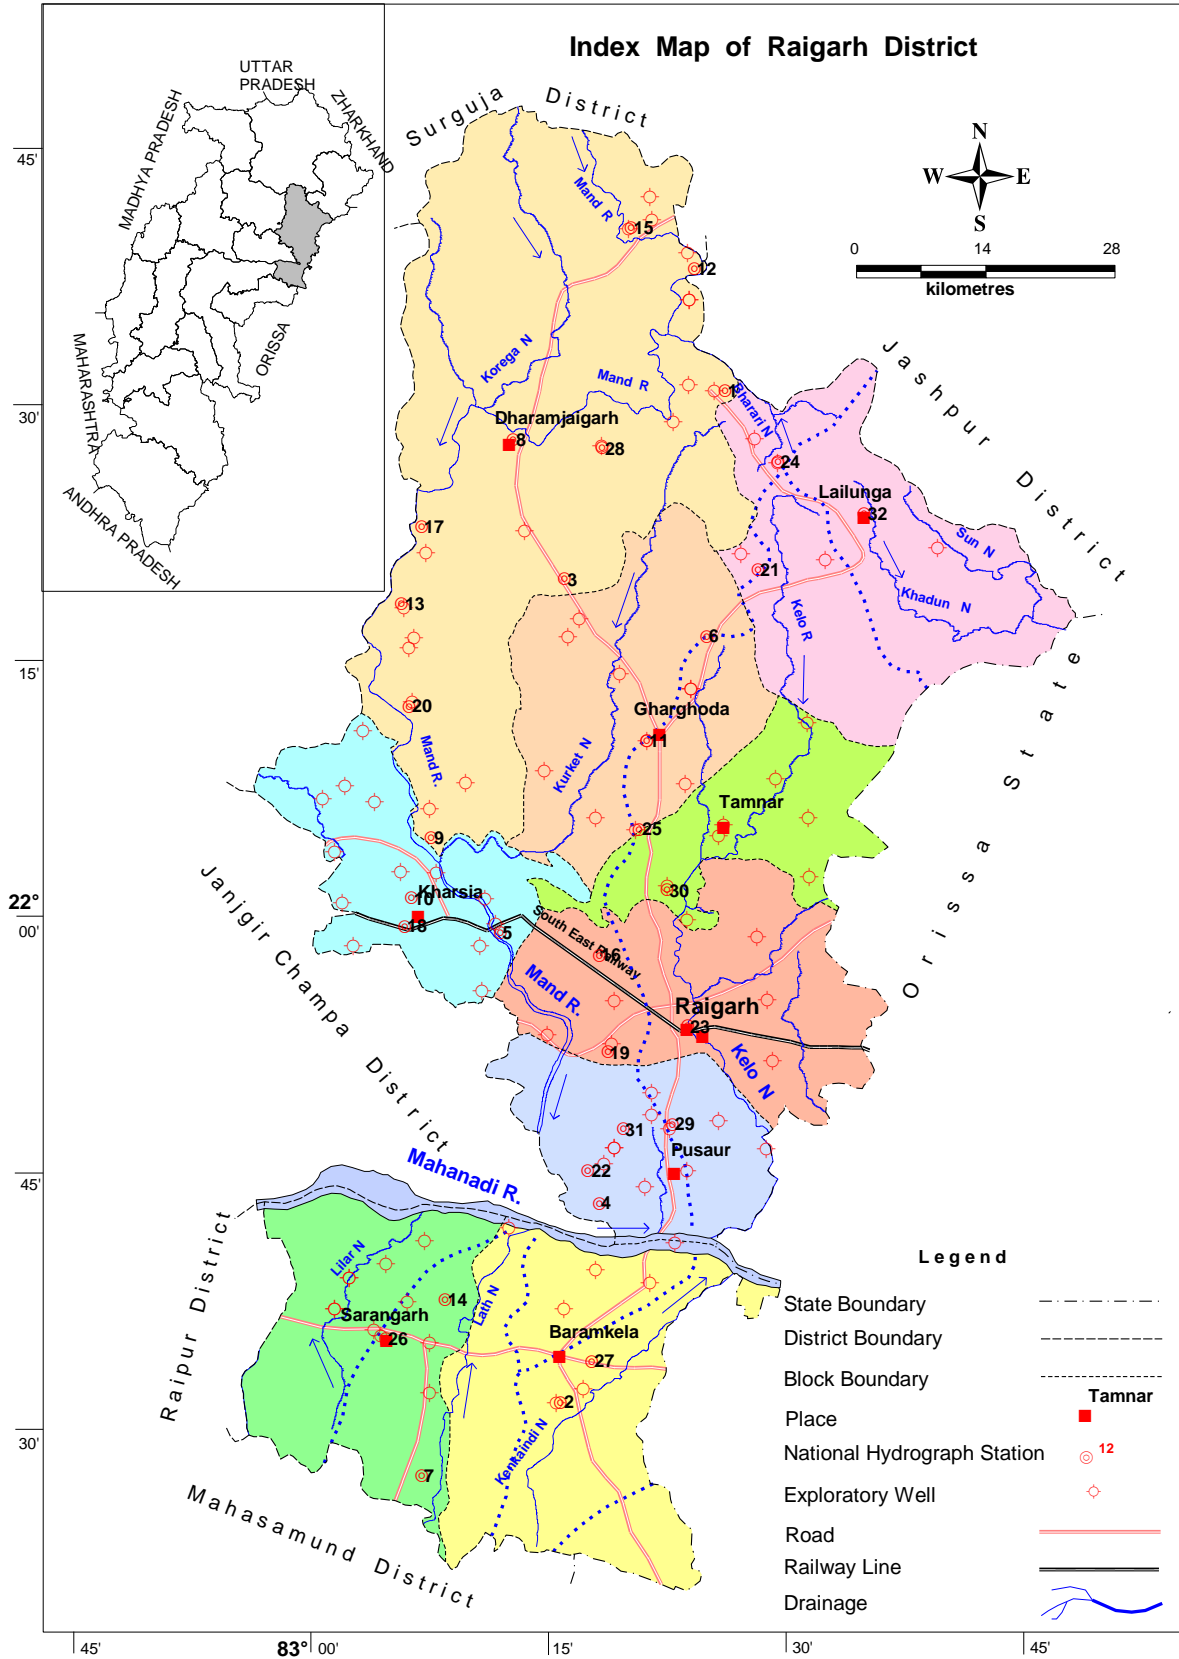 Index Map of Raigarh District
UTTAR
PRADESH
ZHARKHAND
MADHYA PRADESH
ORISSA
MAHARASHTRA
ANDHRA PRADESH
Surguja District
N
W E
S
0 14 28
kilometres
45'
Mand R
15
12
Korega N
Mand R
Jashpur District
30'
1
Bharari N
Dharamjaigarh
8
28
24
Lailunga
32
17
Sun N
3
21
13
Khadun N
Kelo R
6
15'
20
Gharghoda
11
Orissa State
Mand R.
Kurket N
Tamnar
9
25
Janjgir Champa District
Kharsia
10
30
22°
00'
18
5
South East Railway
16
Mand R.
Raigarh
23
19
Kelo N
31
29
Pusaur
45'
Mahanadi R.
22
4
Raipur District
Lilar N
14
Lath N
Sarangarh
26
Baramkela
27
2
30'
Kenkaindi N
7
Mahasamund District
Legend
State Boundary
District Boundary
Block Boundary
Place
Tamnar
National Hydrograph Station
12
Exploratory Well
Road
Railway Line
Drainage
45' 83° 00' 15' 30' 45'